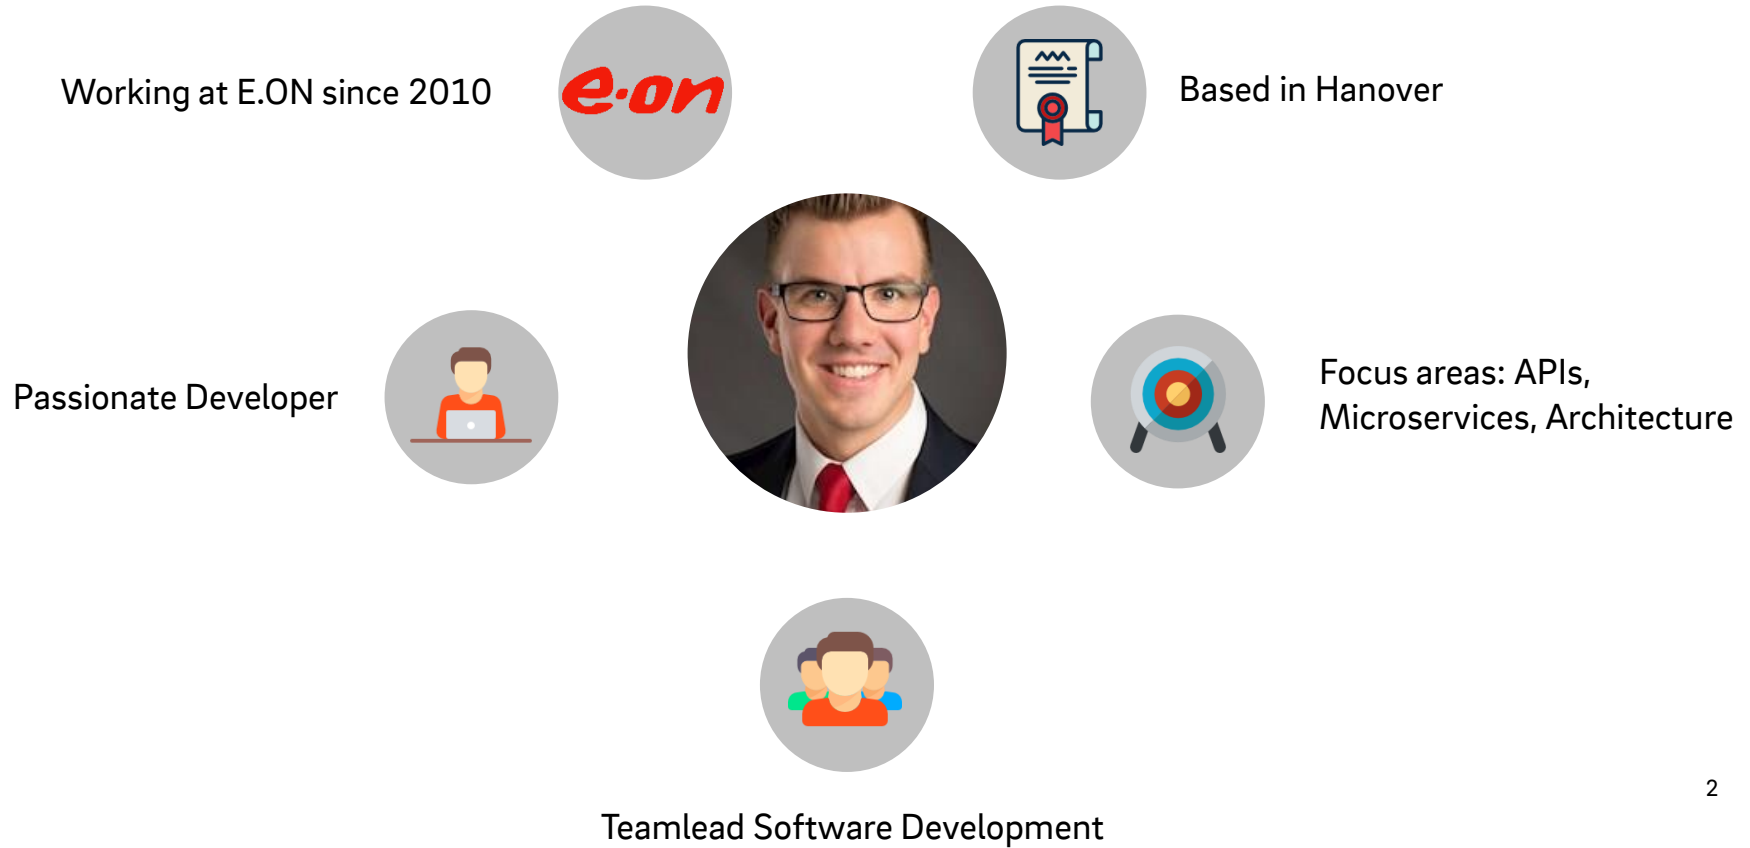 Working at E.ON since 2010
e·on
Based in Hanover
Passionate Developer
Focus areas: APIs,
Microservices, Architecture
Teamlead Software Development
2